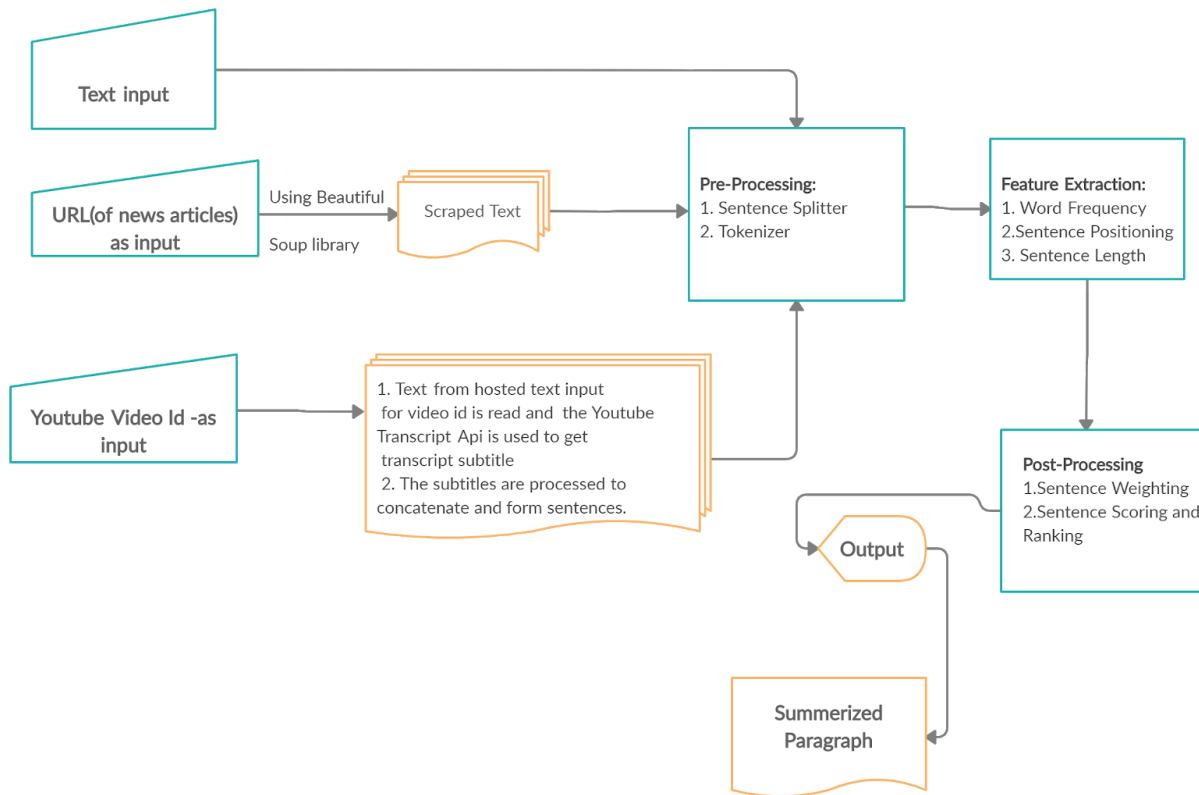 Text input
URL(of news articles)
as input
Using Beautiful
Soup library
Scraped Text
Pre-Processing:
1. Sentence Splitter
2. Tokenizer
Feature Extraction:
1. Word Frequency
2.Sentence Positioning
3. Sentence Length
Youtube Video Id -as
input
1. Text from hosted text input
for video id is read and the Youtube
Transcript Api is used to get
transcript subtitle
2. The subtitles are processed to
concatenate and form sentences.
Post-Processing
1.Sentence Weighting
2.Sentence Scoring and
Ranking
Output
Summerized
Paragraph